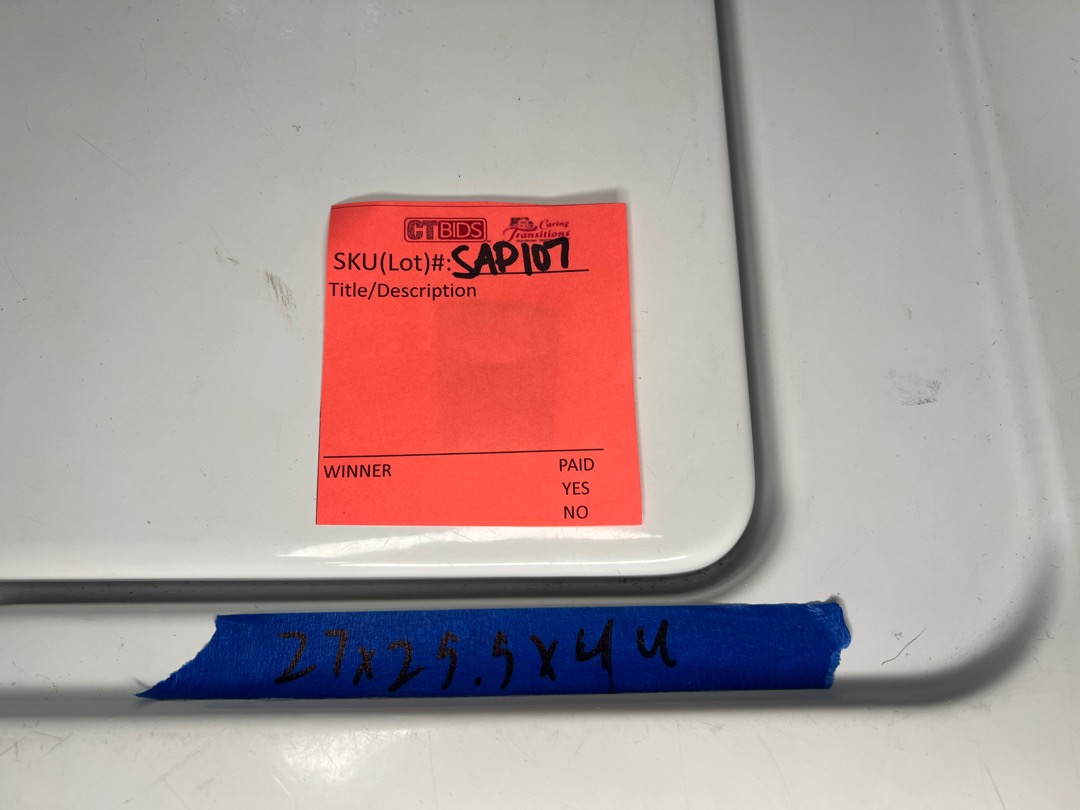 CTBIDS
Caring
Transitions
SKU(Lot)#: SAP107
Title/Description
WINNER
PAID
YES
NO
27x25.5x44